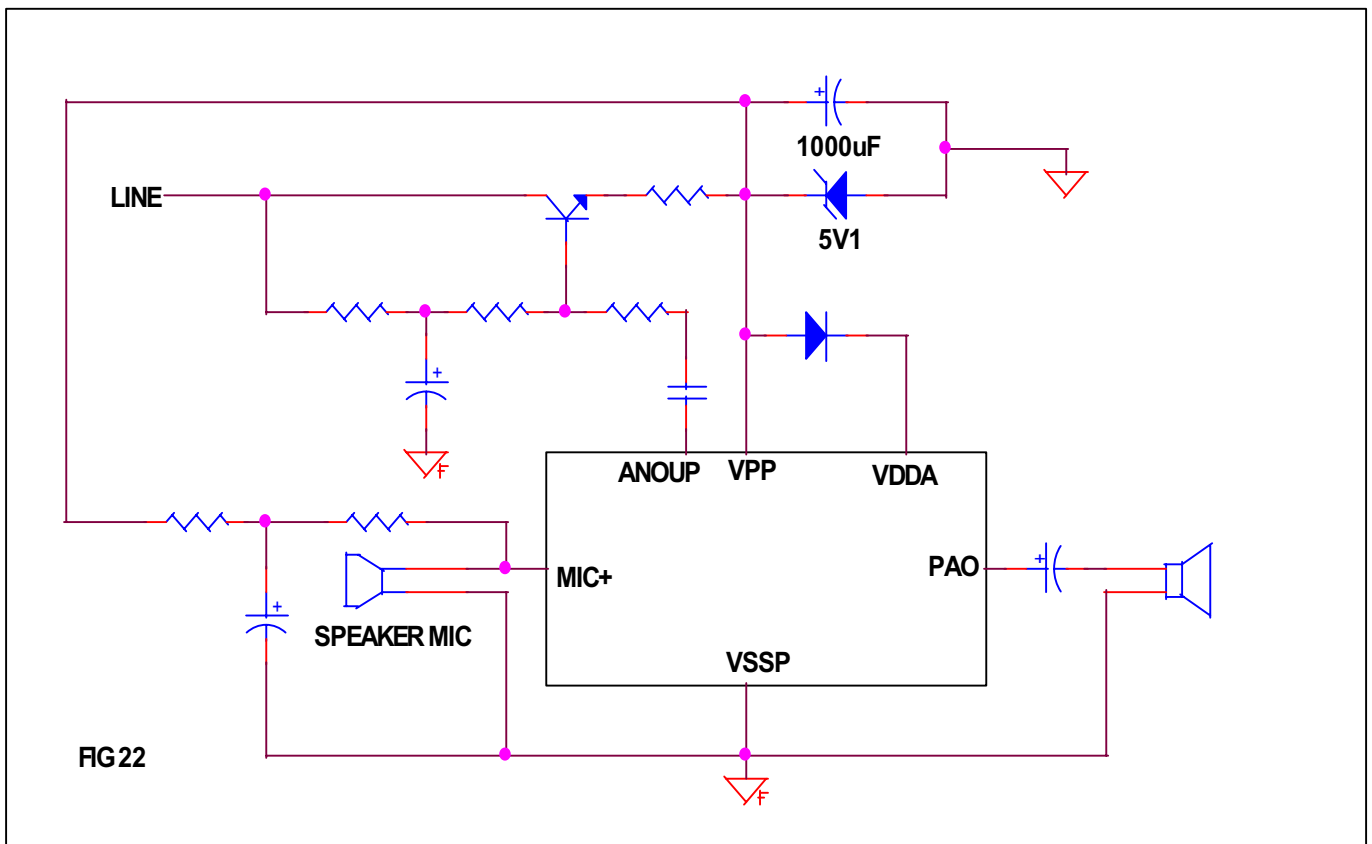 1000uF
LINE
5V1
ANOUP VPP VDDA
MIC+ PAO
SPEAKER MIC
VSSP
FIG 22